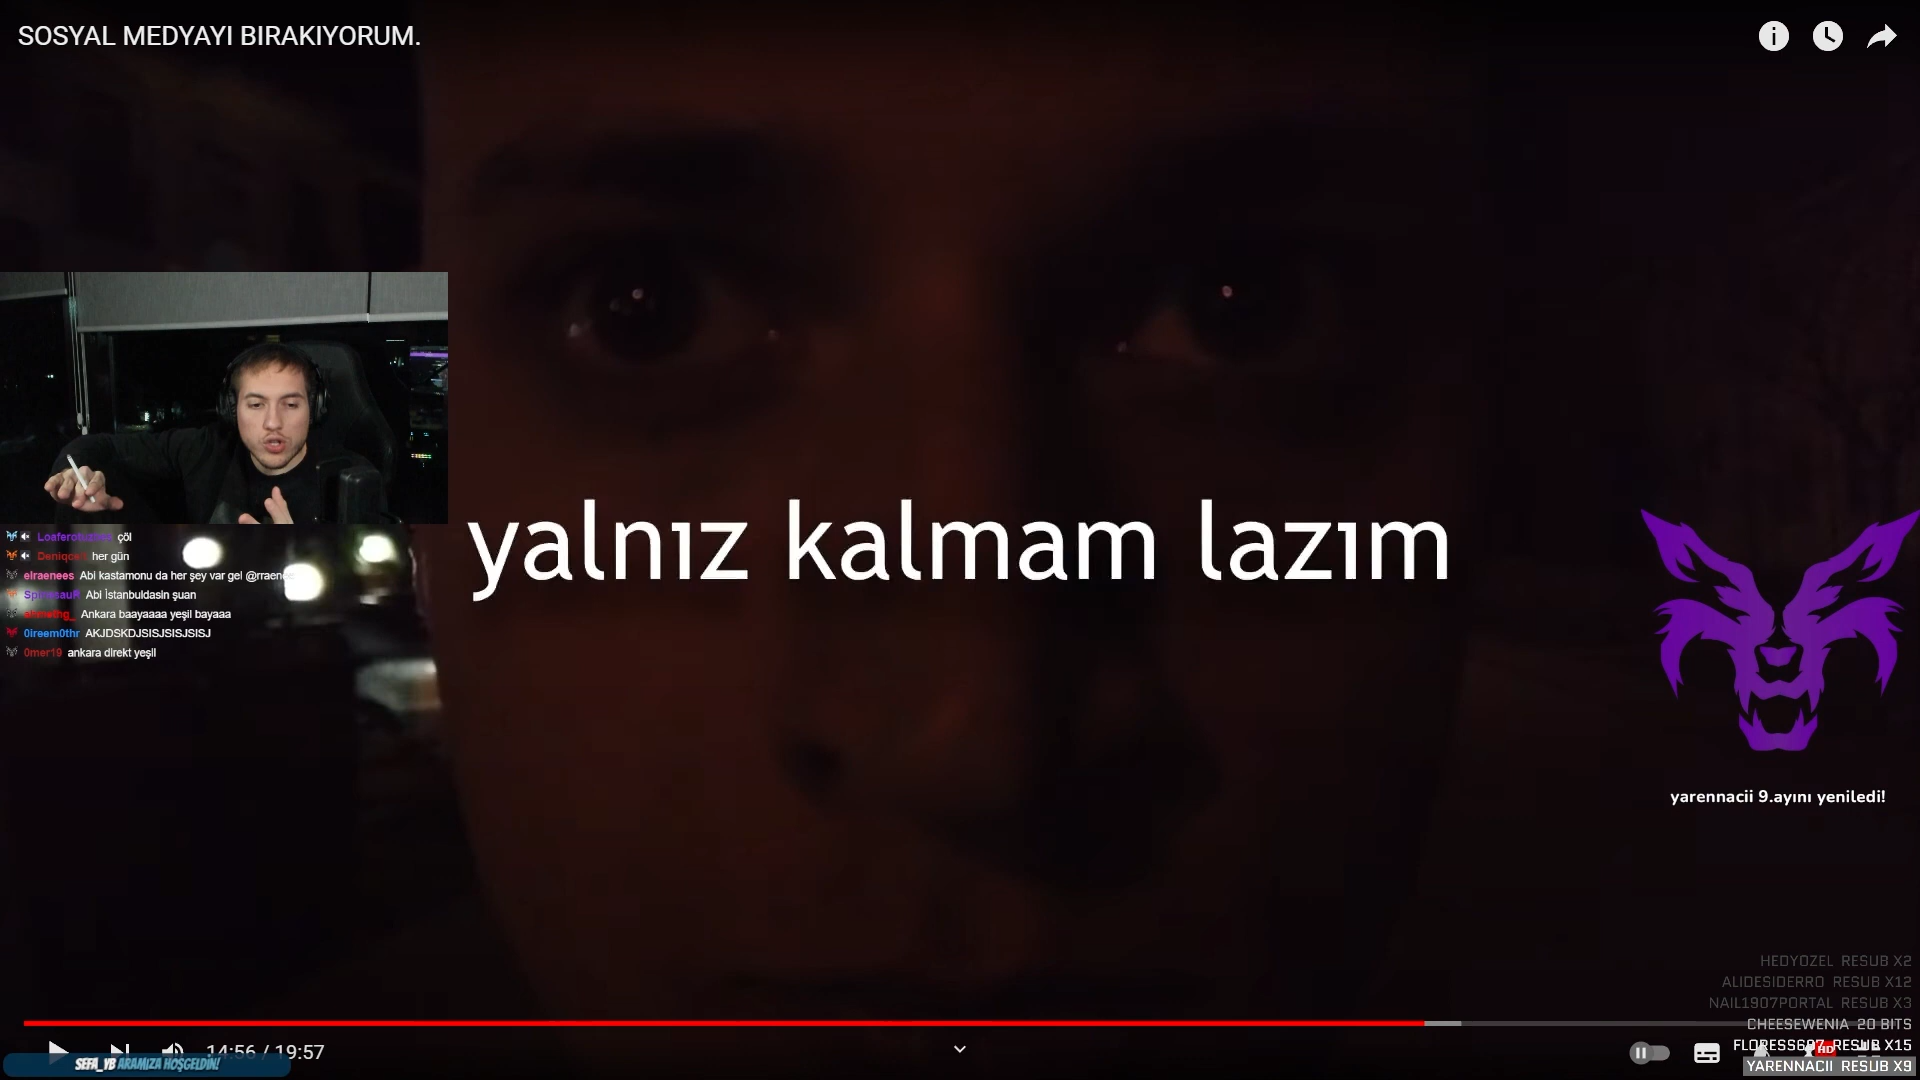 SOSYAL MEDYAYI BIRAKIYORUM.
yalnız kalmam lazım
çöl
her gün
elraenees Abi kastamonu da her şey var gel
Abi İstanbuldasin şuan
Ankara baayaaaa yeşil bayaaa
0ireem0thr AKJDSKDJSISJSISJSISJ
0mer19 ankara direkt yeşil
yarennacii 9.ayını yeniledi!
HEDYOZEL RESUB X2
ALIDESIDERRO RESUB X12
NAIL1907PORTAL RESUB X3
CHEESEWENIA 20 BITS
RESUB X15
YARENNACII RESUB X9
14:56 / 19:57
HD
SEFA_YB ARAMIZA HOŞGELDİN!